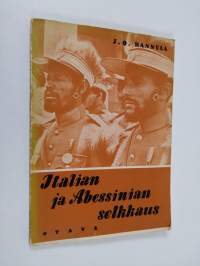 J.O. HANNULA
Italian
ja Abessinian
selkkaus
OTAVA